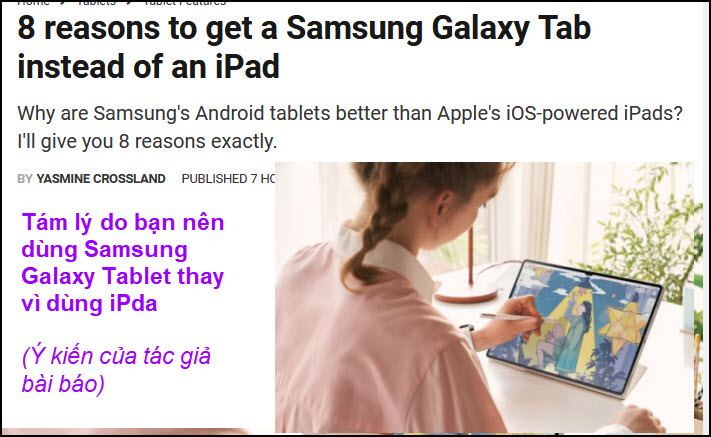 Home Tablets Tablet Features
8 reasons to get a Samsung Galaxy Tab
instead of an iPad
Why are Samsung's Android tablets better than Apple's iOS-powered iPads?
I'll give you 8 reasons exactly.
BY YASMINE CROSSLAND PUBLISHED 7 HO
Tám lý do bạn nên
dùng Samsung
Galaxy Tablet thay
vì dùng iPda
(Ý kiến của tác giả
bài báo)